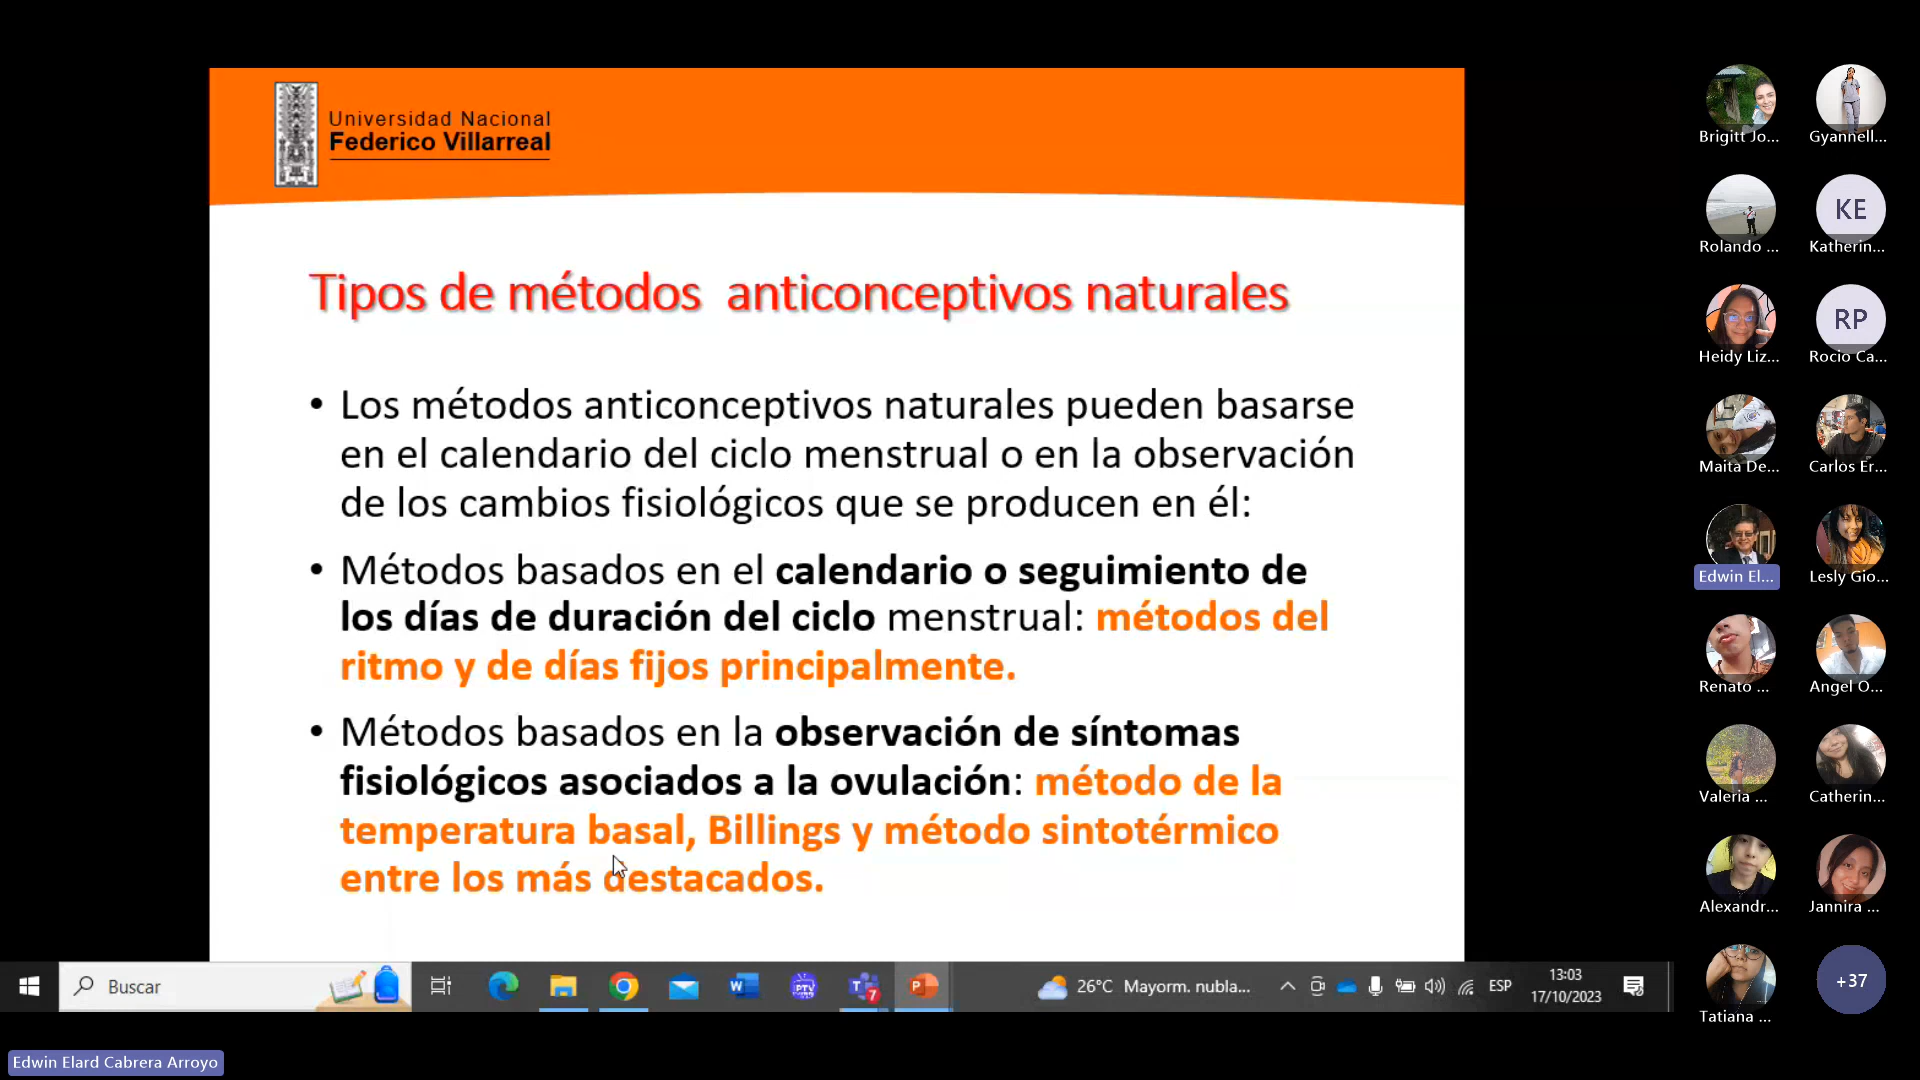 Universidad Nacional
Federico Villarreal
Tipos de métodos anticonceptivos naturales
• Los métodos anticonceptivos naturales pueden basarse
en el calendario del ciclo menstrual o en la observación
de los cambios fisiológicos que se producen en él:
• Métodos basados en el calendario o seguimiento de
los días de duración del ciclo menstrual: métodos del
ritmo y de días fijos principalmente.
• Métodos basados en la observación de síntomas
fisiológicos asociados a la ovulación: método de la
temperatura basal, Billings y método sintotérmico
entre los más destacados.
Brigitt Jo...
Gyannell...
Rolando ...
KE
Katherin...
Heidy Liz...
RP
Rocio Ca...
Maita De...
Carlos Er...
Edwin El...
Lesly Gio...
Renato ...
Angel O...
Valeria ...
Catherin...
Alexandr...
Jannira ...
Tatiana ...
+37
Buscar
PTV
7
26°C Mayorm. nubla...
ESP
13:03
17/10/2023
Edwin Elard Cabrera Arroyo